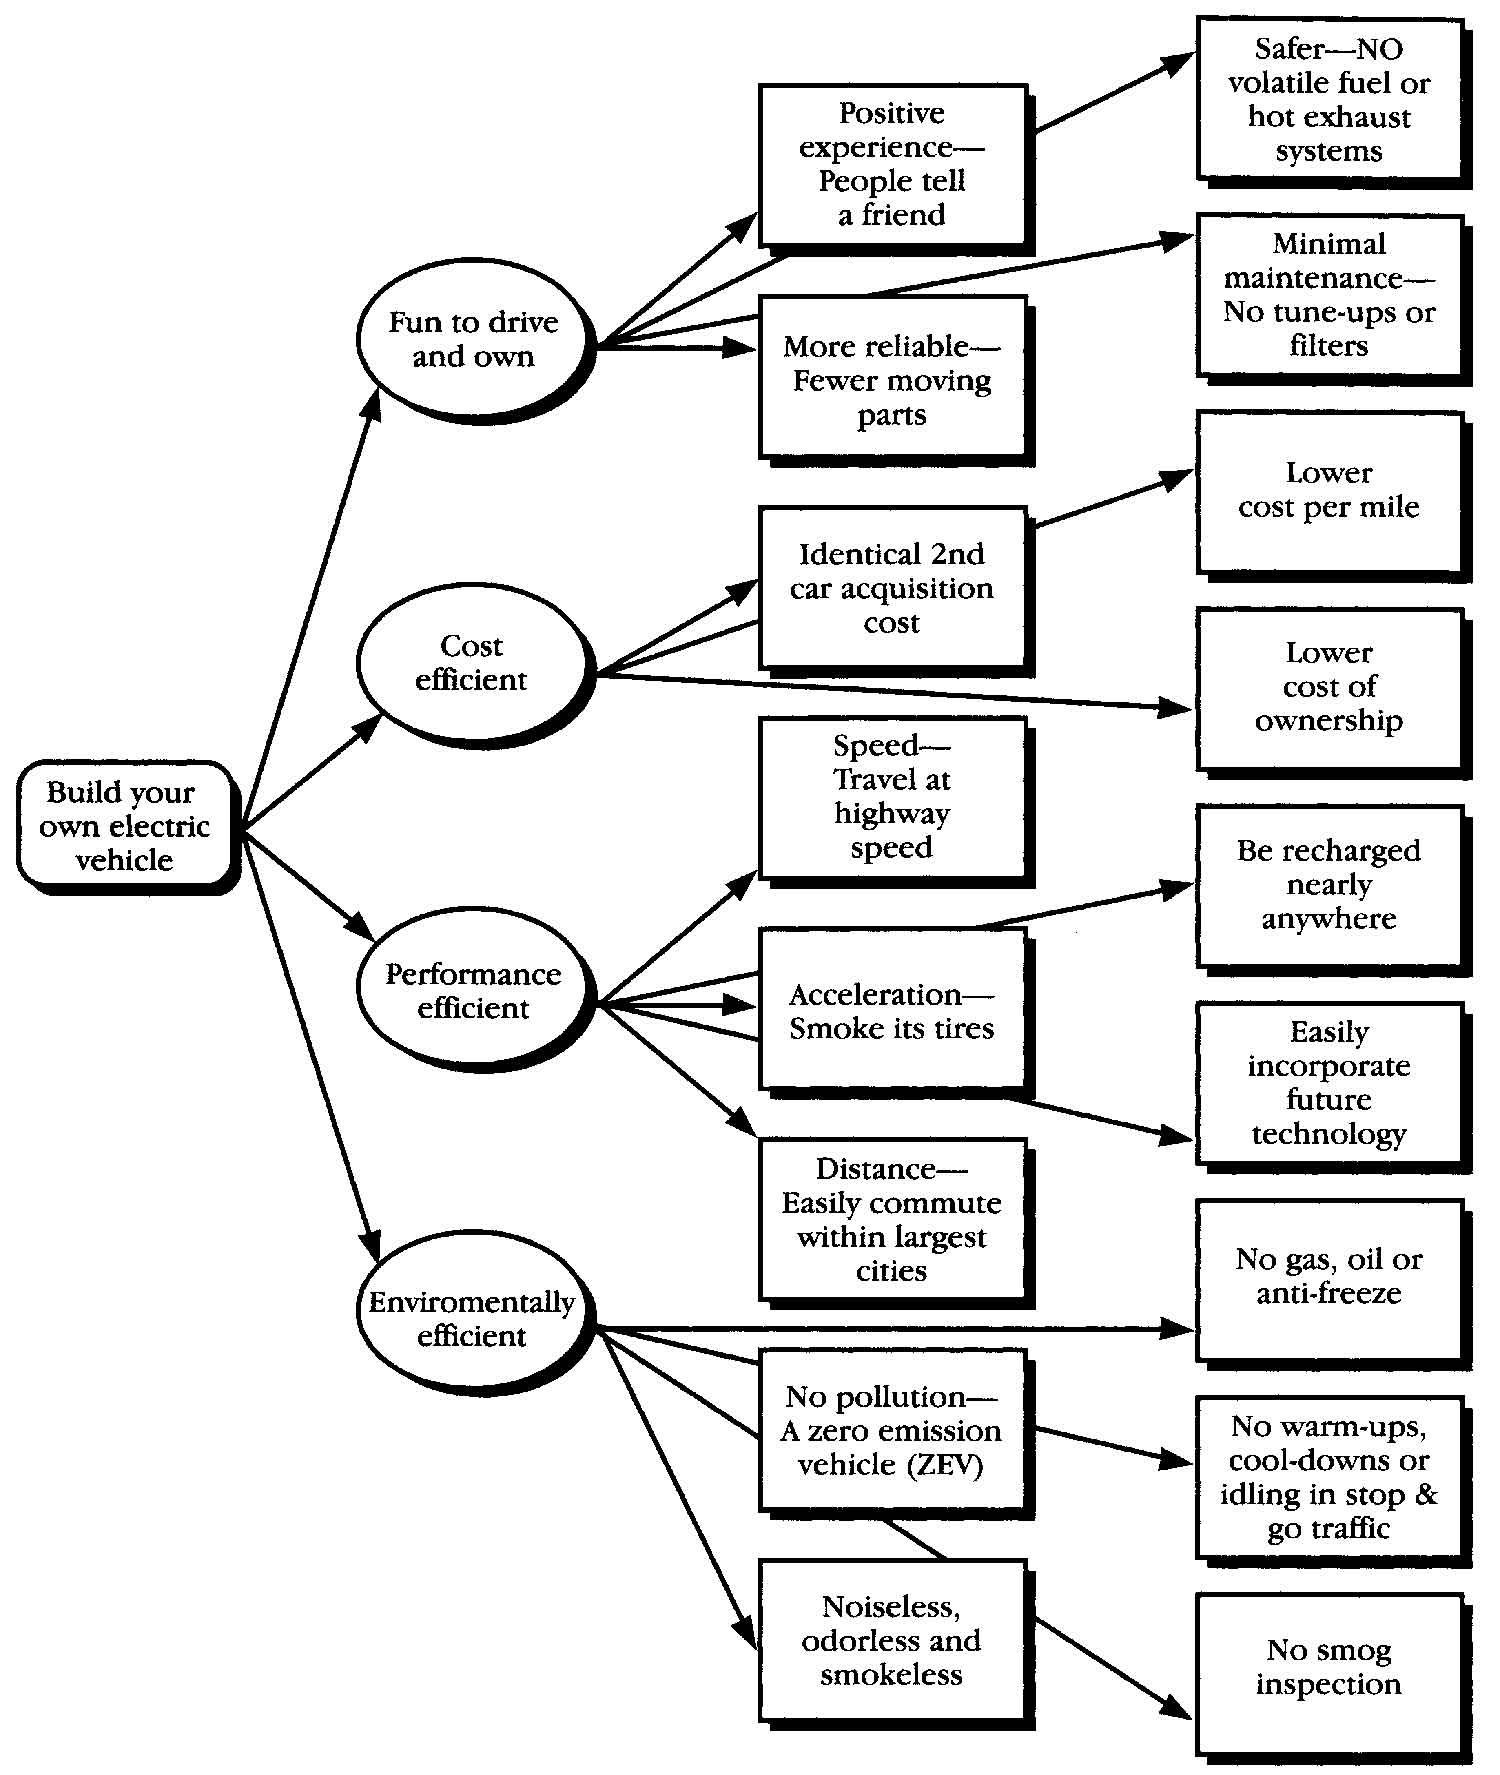 Build your
own electric
vehicle
Fun to drive
and own
Cost
efficient
Performance
efficient
Enviromentally
efficient
Positive
experience—
People tell
a friend
More reliable—
Fewer moving
parts
Identical 2nd
car acquisition
cost
Speed—
Travel at
highway
speed
Acceleration—
Smoke its tires
Distance—
Easily commute
within largest
cities
No pollution—
A zero emission
vehicle (ZEV)
Noiseless,
odorless and
smokeless
Safer—NO
volatile fuel or
hot exhaust
systems
Minimal
maintenance—
No tune-ups or
filters
Lower
cost per mile
Lower
cost of
ownership
Be recharged
nearly
anywhere
Easily
incorporate
future
technology
No gas, oil or
anti-freeze
No warm-ups,
cool-downs or
idling in stop &
go traffic
No smog
inspection